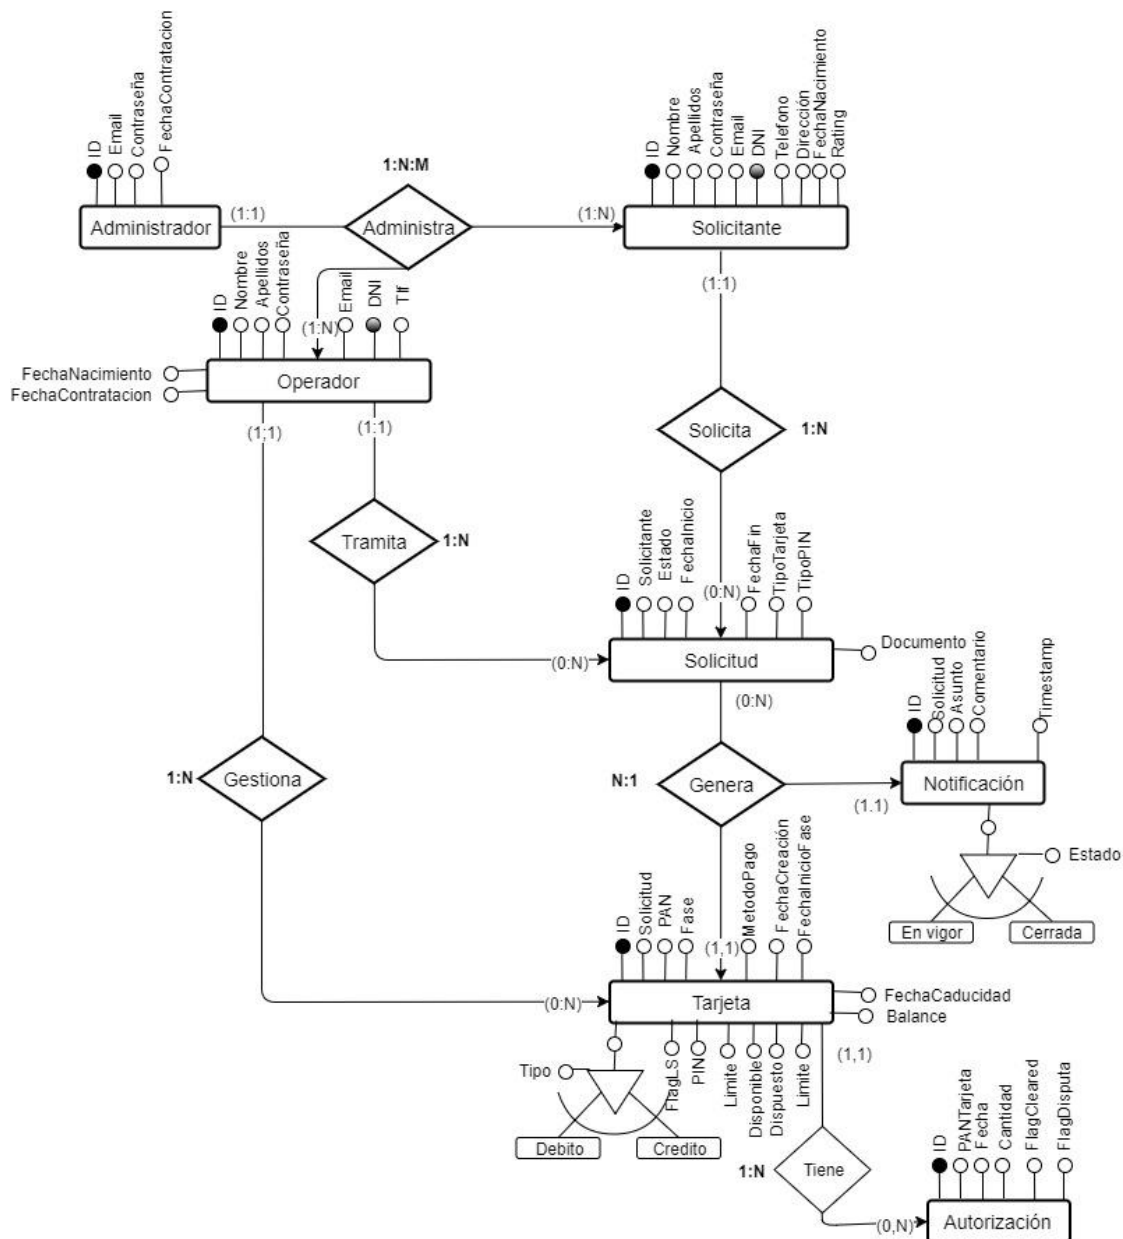 ID
Email
Contraseña
FechaContratacion
Administrador
(1:1)
1:N:M
Administra
(1:N)
ID
Nombre
Apellidos
Contraseña
Email
DNI
Telefono
Dirección
FechaNacimiento
Rating
Solicitante
(1:1)
ID
Nombre
Apellidos
Contraseña
(1:N)
Email
DNI
Tlf
FechaNacimiento
FechaContratacion
Operador
(1,1)
(1:1)
Solicita
1:N
Tramita
1:N
ID
Solicitante
Estado
FechaInicio
(0:N)
FechaFin
TipoTarjeta
TipoPIN
(0:N)
Solicitud
Documento
(0:N)
ID
Solicitud
Asunto
Comentario
Timestamp
1:N
Gestiona
N:1
Genera
(1.1)
Notificación
Estado
En vigor
Cerrada
ID
Solicitud
PAN
Fase
(1,1)
MetodoPago
FechaCreación
FechaInicioFase
(0:N)
Tarjeta
FechaCaducidad
Balance
(1,1)
Tipo
Debito
Credito
FlagLS
PIN
Limite
Disponible
Dispuesto
Limite
1:N
Tiene
ID
PANTarjeta
Fecha
Cantidad
FlagCleared
FlagDisputa
(0,N)
Autorización